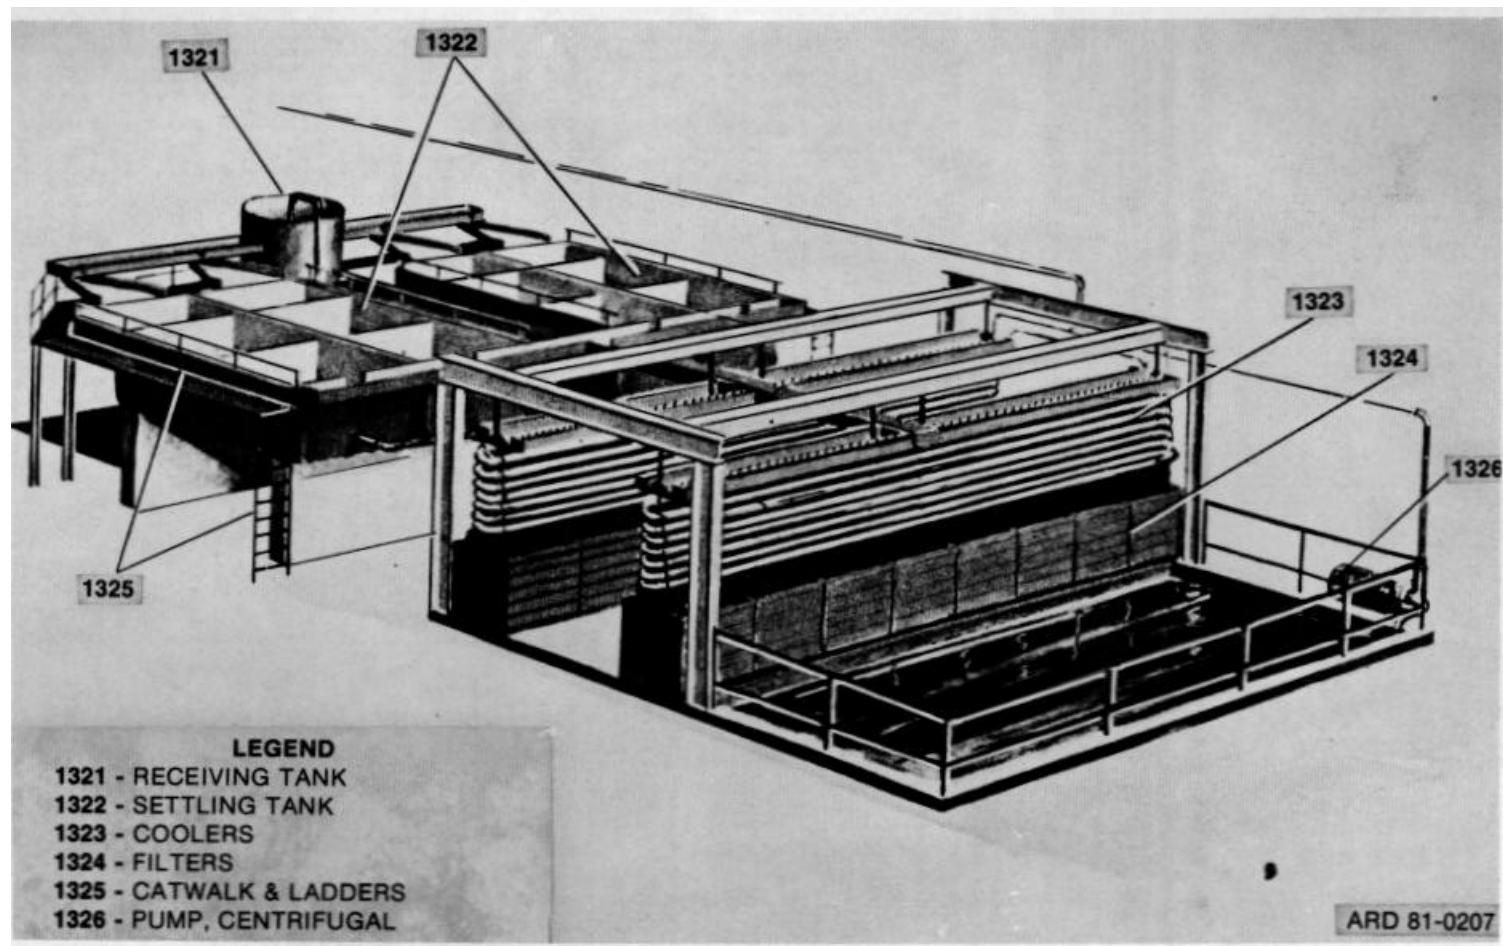 1321
1322
1323
1324
1326
1325
LEGEND
1321 - RECEIVING TANK
1322 - SETTLING TANK
1323 - COOLERS
1324 - FILTERS
1325 - CATWALK & LADDERS
1326 - PUMP, CENTRIFUGAL
ARD 81-0207